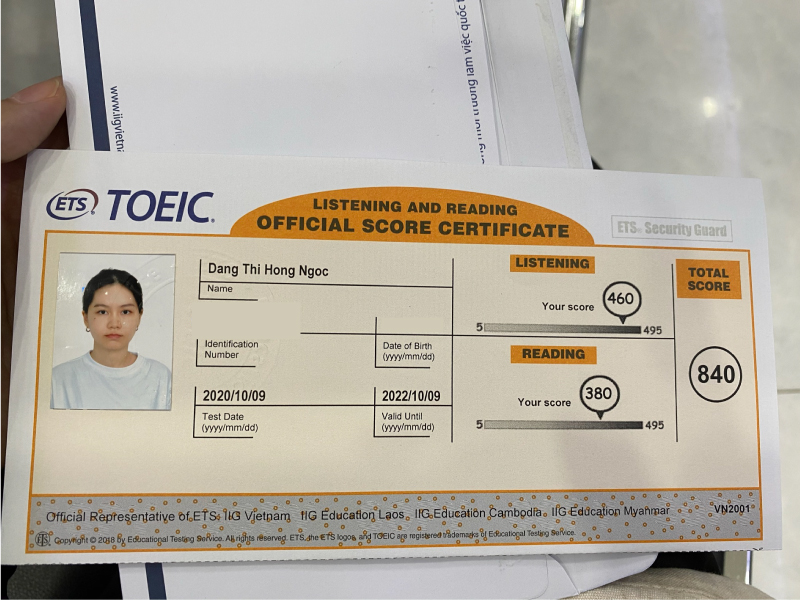 www.iigvietn
ETS® TOEIC®
LISTENING AND READING
OFFICIAL SCORE CERTIFICATE
ETS® Security Guard
Dang Thi Hong Ngoc
Name
Identification
Number
Date of Birth
(yyyy/mm/dd)
2020/10/09
Test Date
(yyyy/mm/dd)
2022/10/09
Valid Until
(yyyy/mm/dd)
LISTENING
Your score
460
5
495
READING
Your score
380
5
495
TOTAL
SCORE
840
Official Representative of ETS: IIG Vietnam IIG Education Laos IIG Education Cambodia IIG Education Myanmar
VN2001
ETS Copyright © 2018 by Educational Testing Service. All rights reserved. ETS, the ETS logos, and TOEIC are registered trademarks of Educational Testing Service.